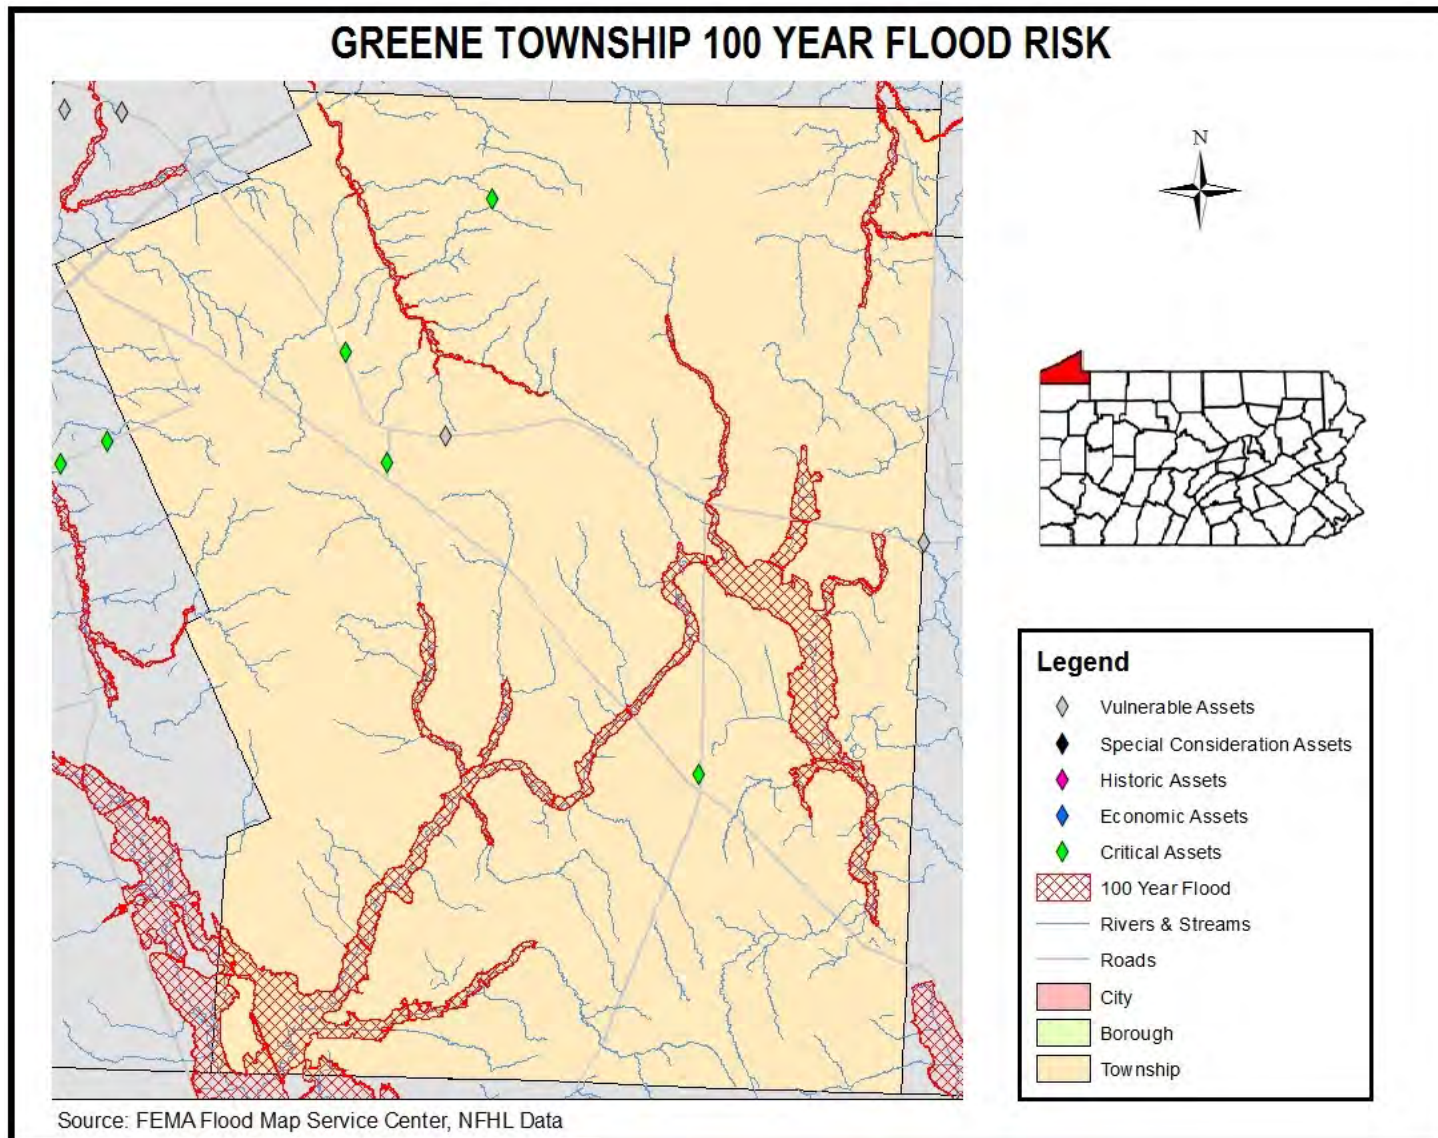 GREENE TOWNSHIP 100 YEAR FLOOD RISK
N
Legend
Vulnerable Assets
Special Consideration Assets
Historic Assets
Economic Assets
Critical Assets
100 Year Flood
Rivers & Streams
Roads
City
Borough
Township
Source: FEMA Flood Map Service Center, NFHL Data